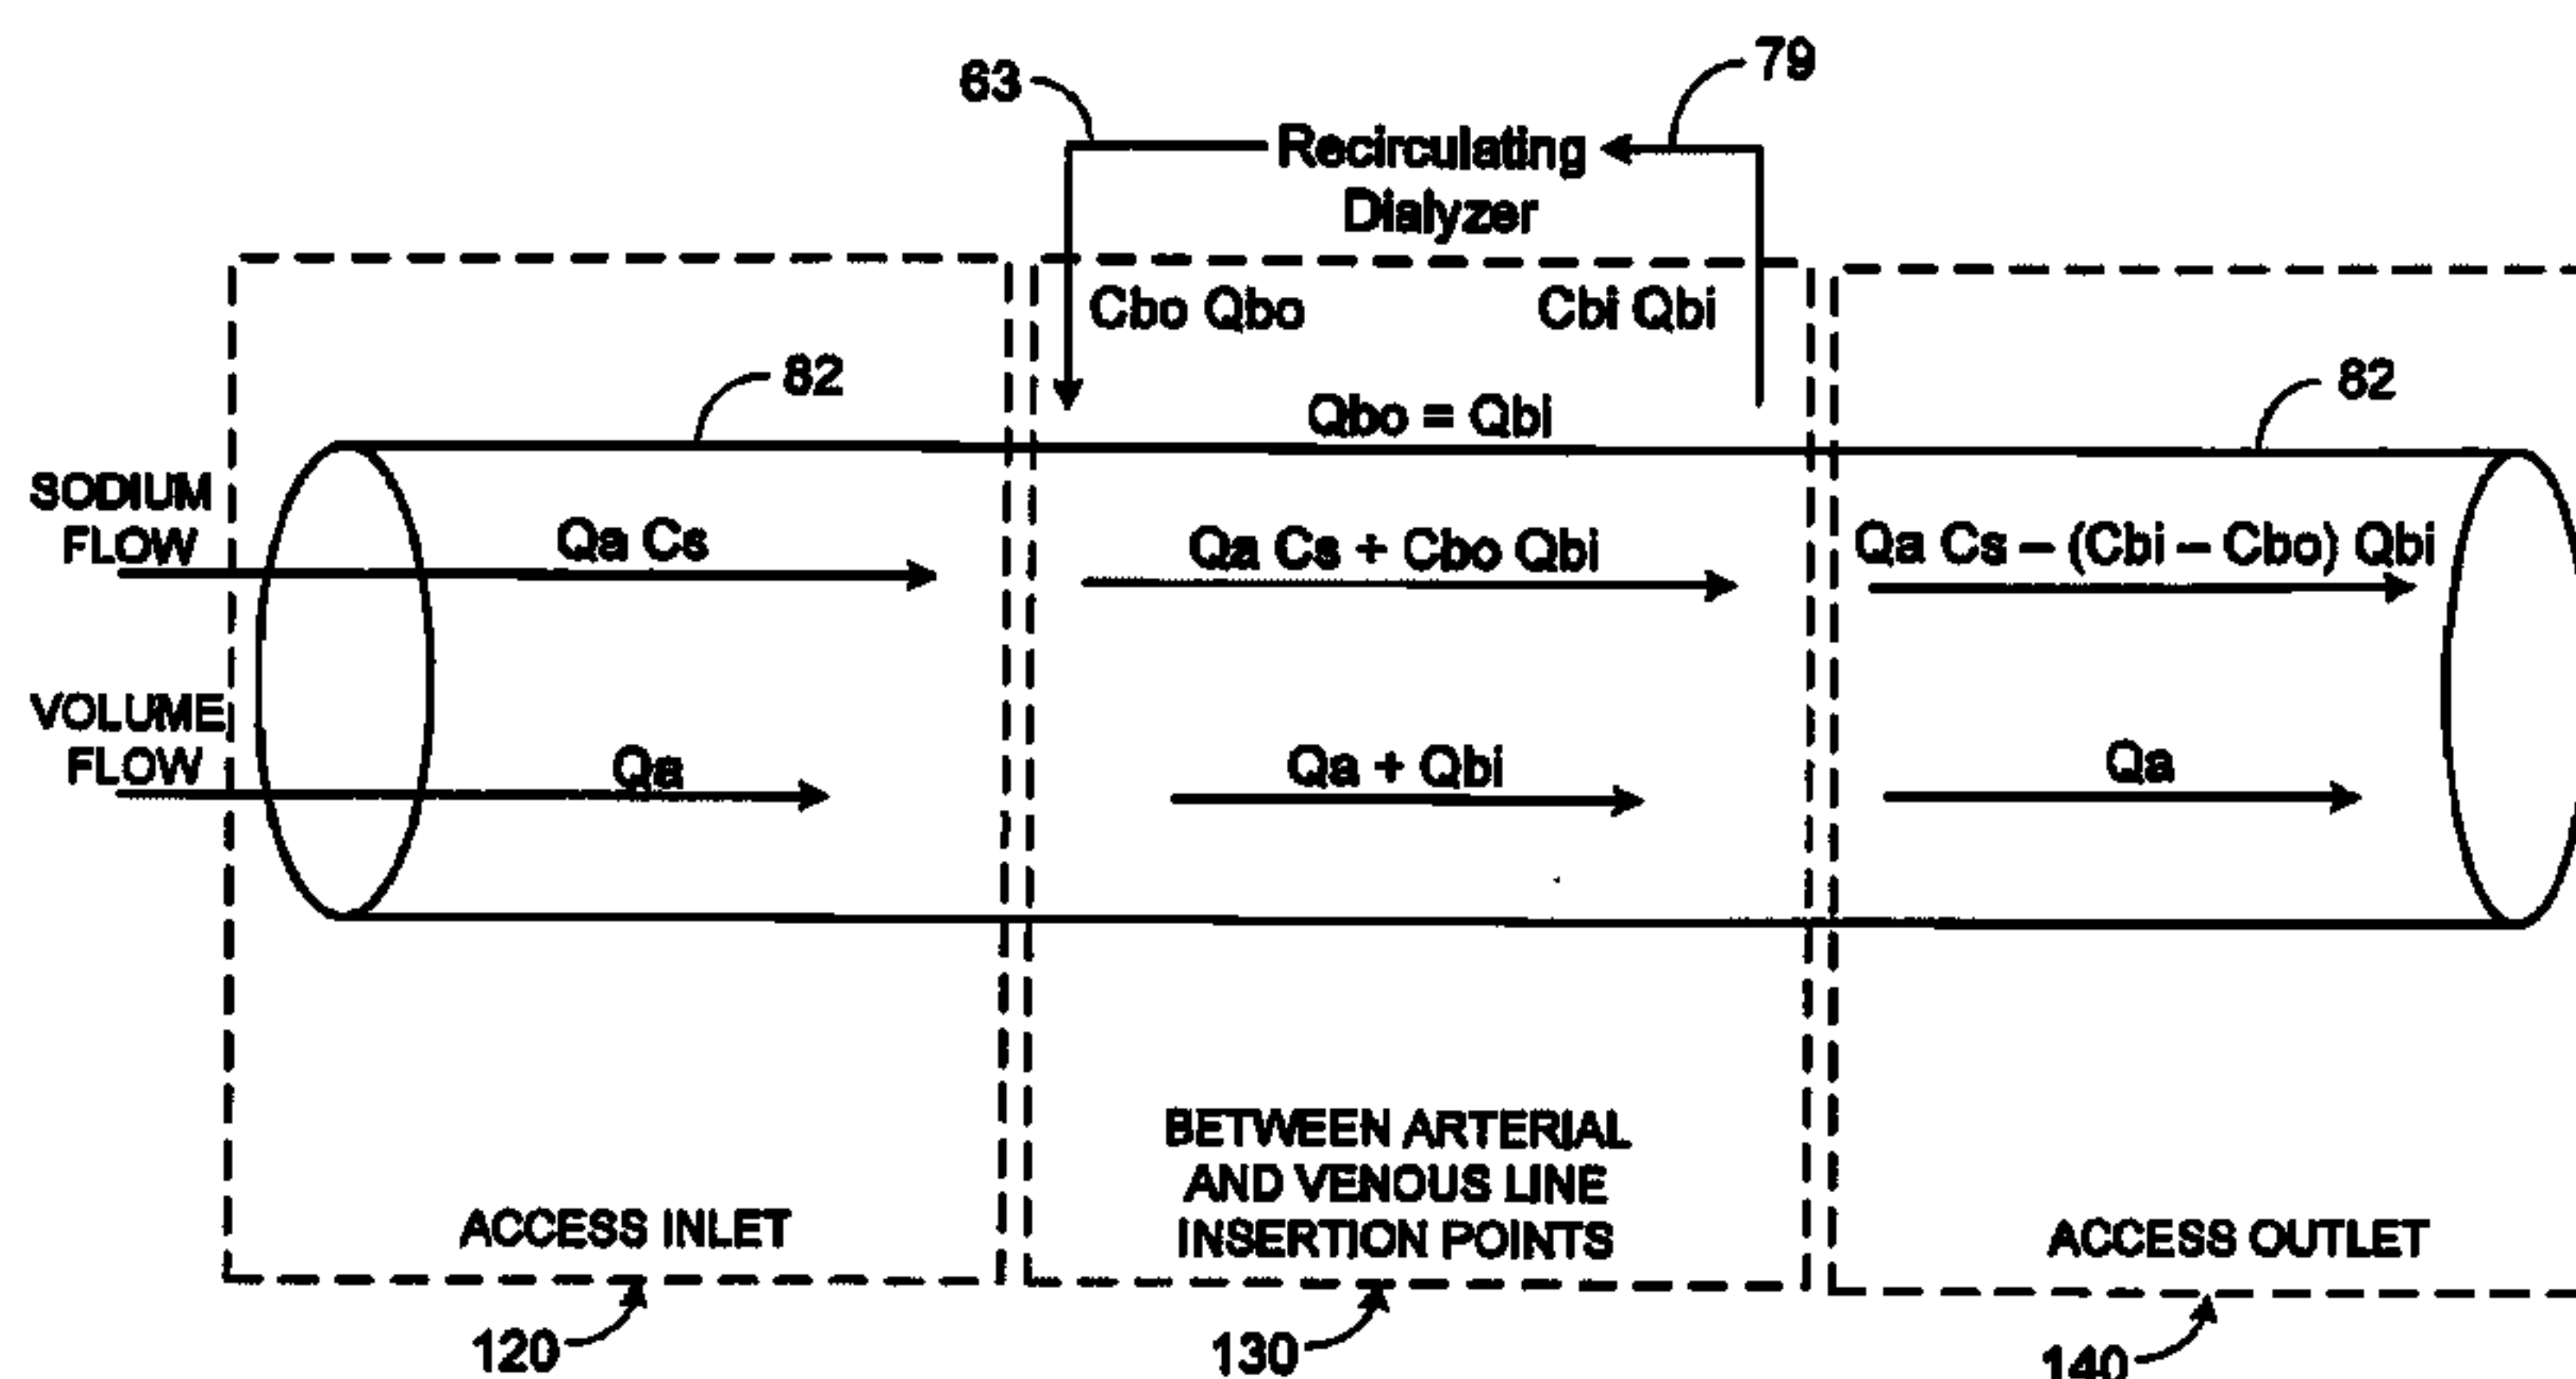 63
79
Recirculating
Dialyzer
Cbo Qbo
Cbi Qbi
82
Qbo = Qbi
82
SODIUM
FLOW
Qa Cs
Qa Cs + Cbo Qbi
Qa Cs – (Cbi – Cbo) Qbi
VOLUME
FLOW
Qa
Qa + Qbi
Qa
BETWEEN ARTERIAL
AND VENOUS LINE
INSERTION POINTS
ACCESS INLET
ACCESS OUTLET
120
130
140